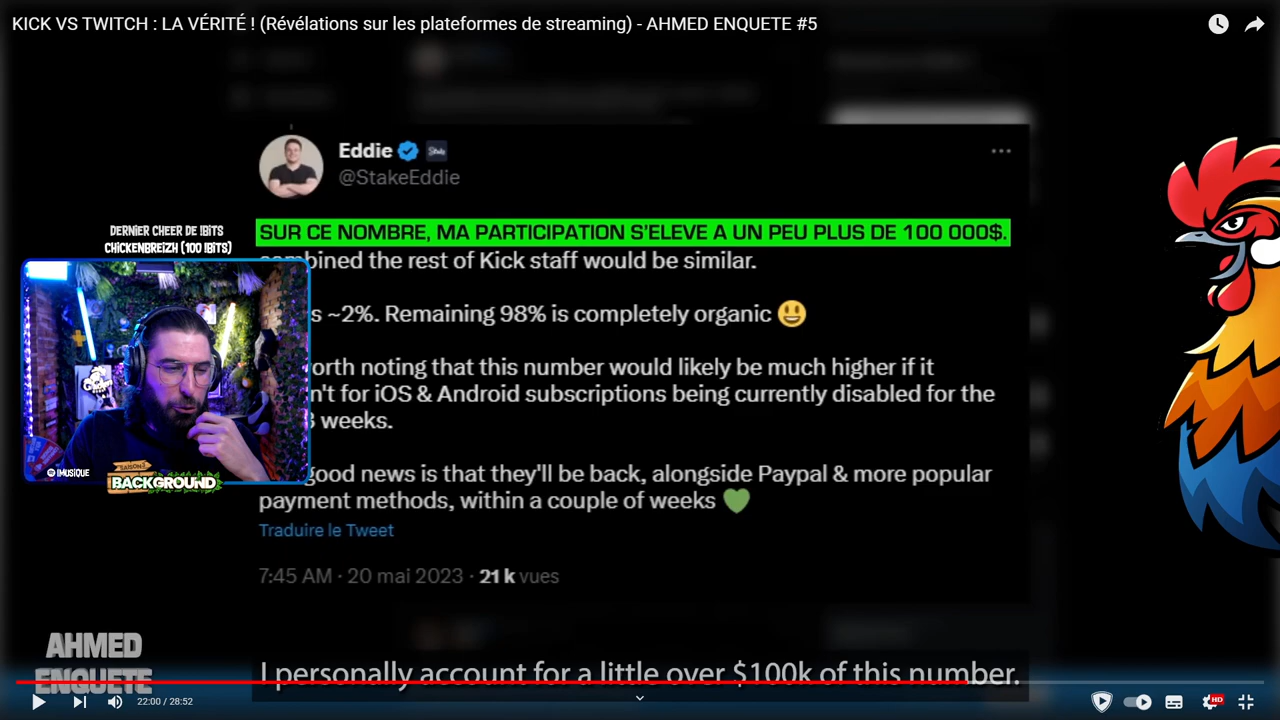 KICK VS TWITCH : LA VÉRITÉ ! (Révélations sur les plateformes de streaming) - AHMED ENQUETE #5
Eddie
Stake
@StakeEddie
SUR CE NOMBRE, MA PARTICIPATION S'ELEVE A UN PEU PLUS DE 100 000$.
combined the rest of Kick staff would be similar.
s ~2%. Remaining 98% is completely organic
orth noting that this number would likely be much higher if it
n't for iOS & Android subscriptions being currently disabled for the
weeks.
good news is that they'll be back, alongside Paypal & more popular
payment methods, within a couple of weeks
Traduire le Tweet
7:45 AM · 20 mai 2023 · 21 k vues
DERNIER CHEER DE !BITS
CHICKENBREIZH (100 !BITS)
!MUSIQUE
SAISON 2
BACKGROUND
AHMED
ENQUETE
I personally account for a little over $100k of this number.
22:00 / 28:52
HD